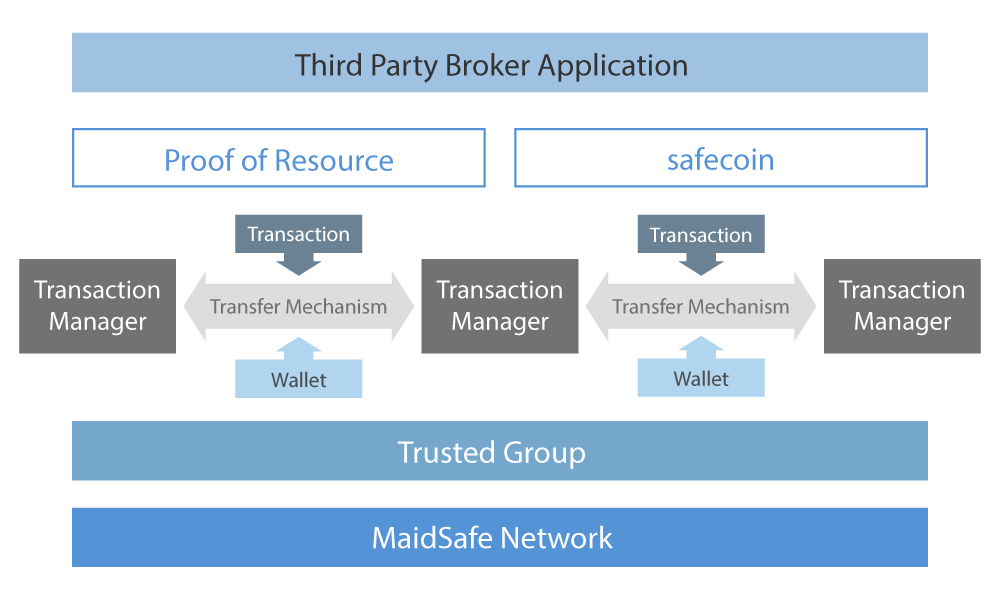 Third Party Broker Application
Proof of Resource
safecoin
Transaction
Transaction
Transaction
Manager
Transfer Mechanism
Transaction
Manager
Transfer Mechanism
Transaction
Manager
Wallet
Wallet
Trusted Group
MaidSafe Network